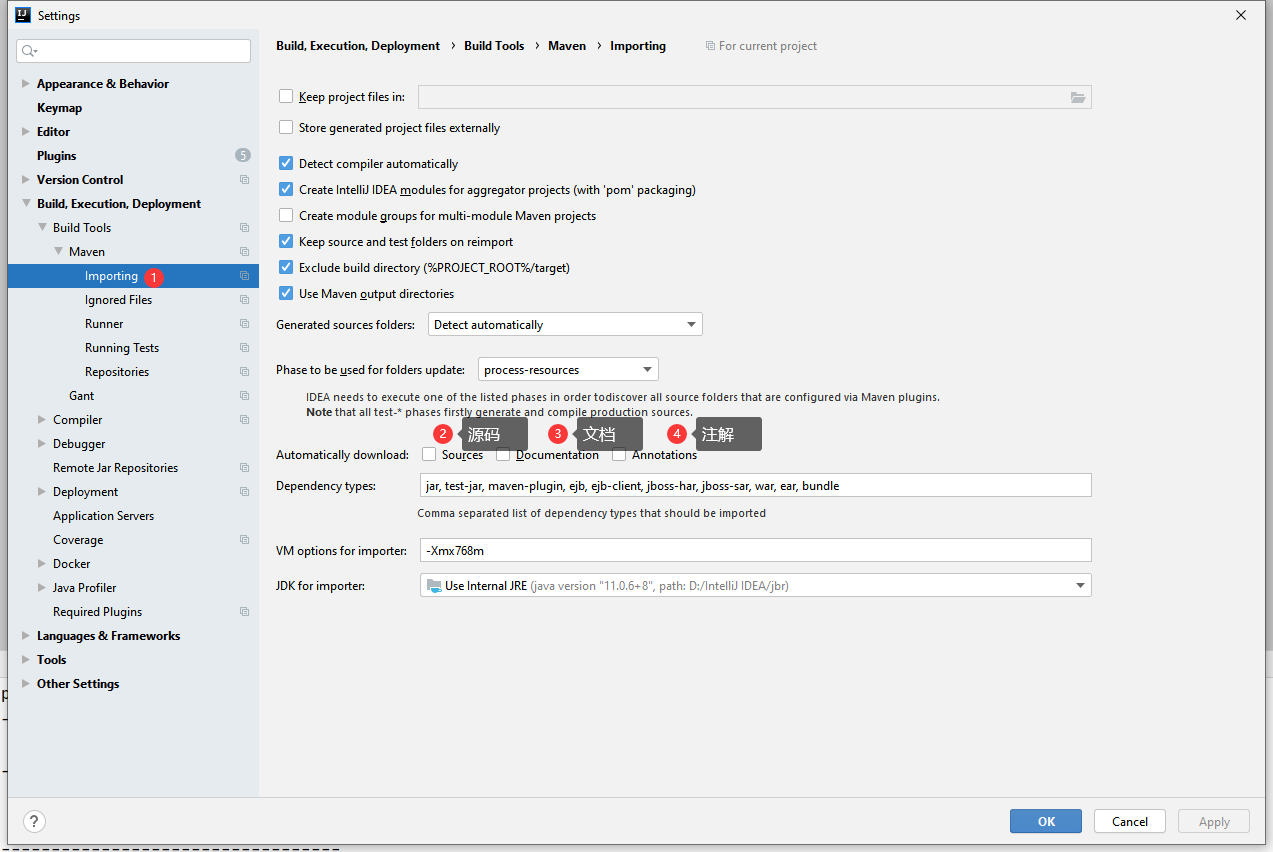 Settings
Appearance & Behavior
Keymap
Editor
Plugins 5
Version Control
Build, Execution, Deployment
Build Tools
Maven
Importing 1
Ignored Files
Runner
Running Tests
Repositories
Gant
Compiler
Debugger
Remote Jar Repositories
Deployment
Application Servers
Coverage
Docker
Java Profiler
Required Plugins
Languages & Frameworks
Tools
Other Settings
Build, Execution, Deployment › Build Tools › Maven › Importing For current project
Keep project files in:
Store generated project files externally
Detect compiler automatically
Create IntelliJ IDEA modules for aggregator projects (with 'pom' packaging)
Create module groups for multi-module Maven projects
Keep source and test folders on reimport
Exclude build directory (%PROJECT_ROOT%/target)
Use Maven output directories
Generated sources folders: Detect automatically
Phase to be used for folders update: process-resources
IDEA needs to execute one of the listed phases in order todiscover all source folders that are configured via Maven plugins.
Note that all test-* phases firstly generate and compile production sources.
2 源码 3 文档 4 注解
Automatically download: Sources Documentation Annotations
Dependency types: jar, test-jar, maven-plugin, ejb, ejb-client, jboss-har, jboss-sar, war, ear, bundle
Comma separated list of dependency types that should be imported
VM options for importer: -Xmx768m
JDK for importer: Use Internal JRE (java version "11.0.6+8", path: D:/IntelliJ IDEA/jbr)
? OK Cancel Apply